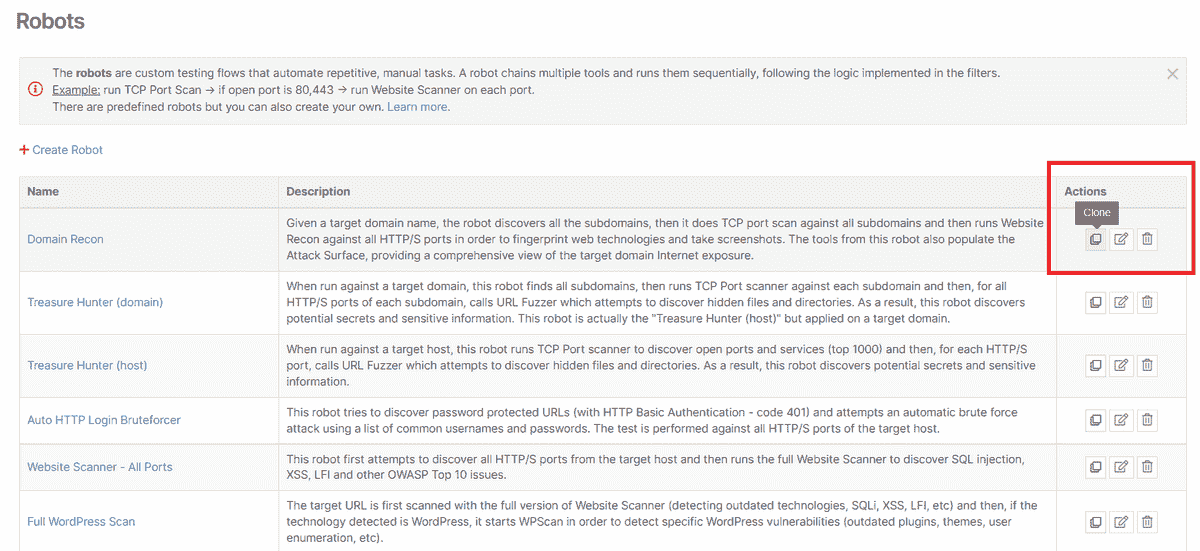 Robots
The robots are custom testing flows that automate repetitive, manual tasks. A robot chains multiple tools and runs them sequentially, following the logic implemented in the filters.
Example: run TCP Port Scan → if open port is 80,443 → run Website Scanner on each port.
There are predefined robots but you can also create your own. Learn more.
+ Create Robot
Name Description Actions
Clone
Domain Recon
Given a target domain name, the robot discovers all the subdomains, then it does TCP port scan against all subdomains and then runs Website
Recon against all HTTP/S ports in order to fingerprint web technologies and take screenshots. The tools from this robot also populate the
Attack Surface, providing a comprehensive view of the target domain Internet exposure.
Treasure Hunter (domain)
When run against a target domain, this robot finds all subdomains, then runs TCP Port scanner against each subdomain and then, for all
HTTP/S ports of each subdomain, calls URL Fuzzer which attempts to discover hidden files and directories. As a result, this robot discovers
potential secrets and sensitive information. This robot is actually the "Treasure Hunter (host)" but applied on a target domain.
Treasure Hunter (host)
When run against a target host, this robot runs TCP Port scanner to discover open ports and services (top 1000) and then, for each HTTP/S
port, calls URL Fuzzer which attempts to discover hidden files and directories. As a result, this robot discovers potential secrets and sensitive
information.
Auto HTTP Login Bruteforcer
This robot tries to discover password protected URLs (with HTTP Basic Authentication - code 401) and attempts an automatic brute force
attack using a list of common usernames and passwords. The test is performed against all HTTP/S ports of the target host.
Website Scanner - All Ports
This robot first attempts to discover all HTTP/S ports from the target host and then runs the full Website Scanner to discover SQL injection,
XSS, LFI and other OWASP Top 10 issues.
Full WordPress Scan
The target URL is first scanned with the full version of Website Scanner (detecting outdated technologies, SQLi, XSS, LFI, etc) and then, if the
technology detected is WordPress, it starts WPScan in order to detect specific WordPress vulnerabilities (outdated plugins, themes, user
enumeration, etc).